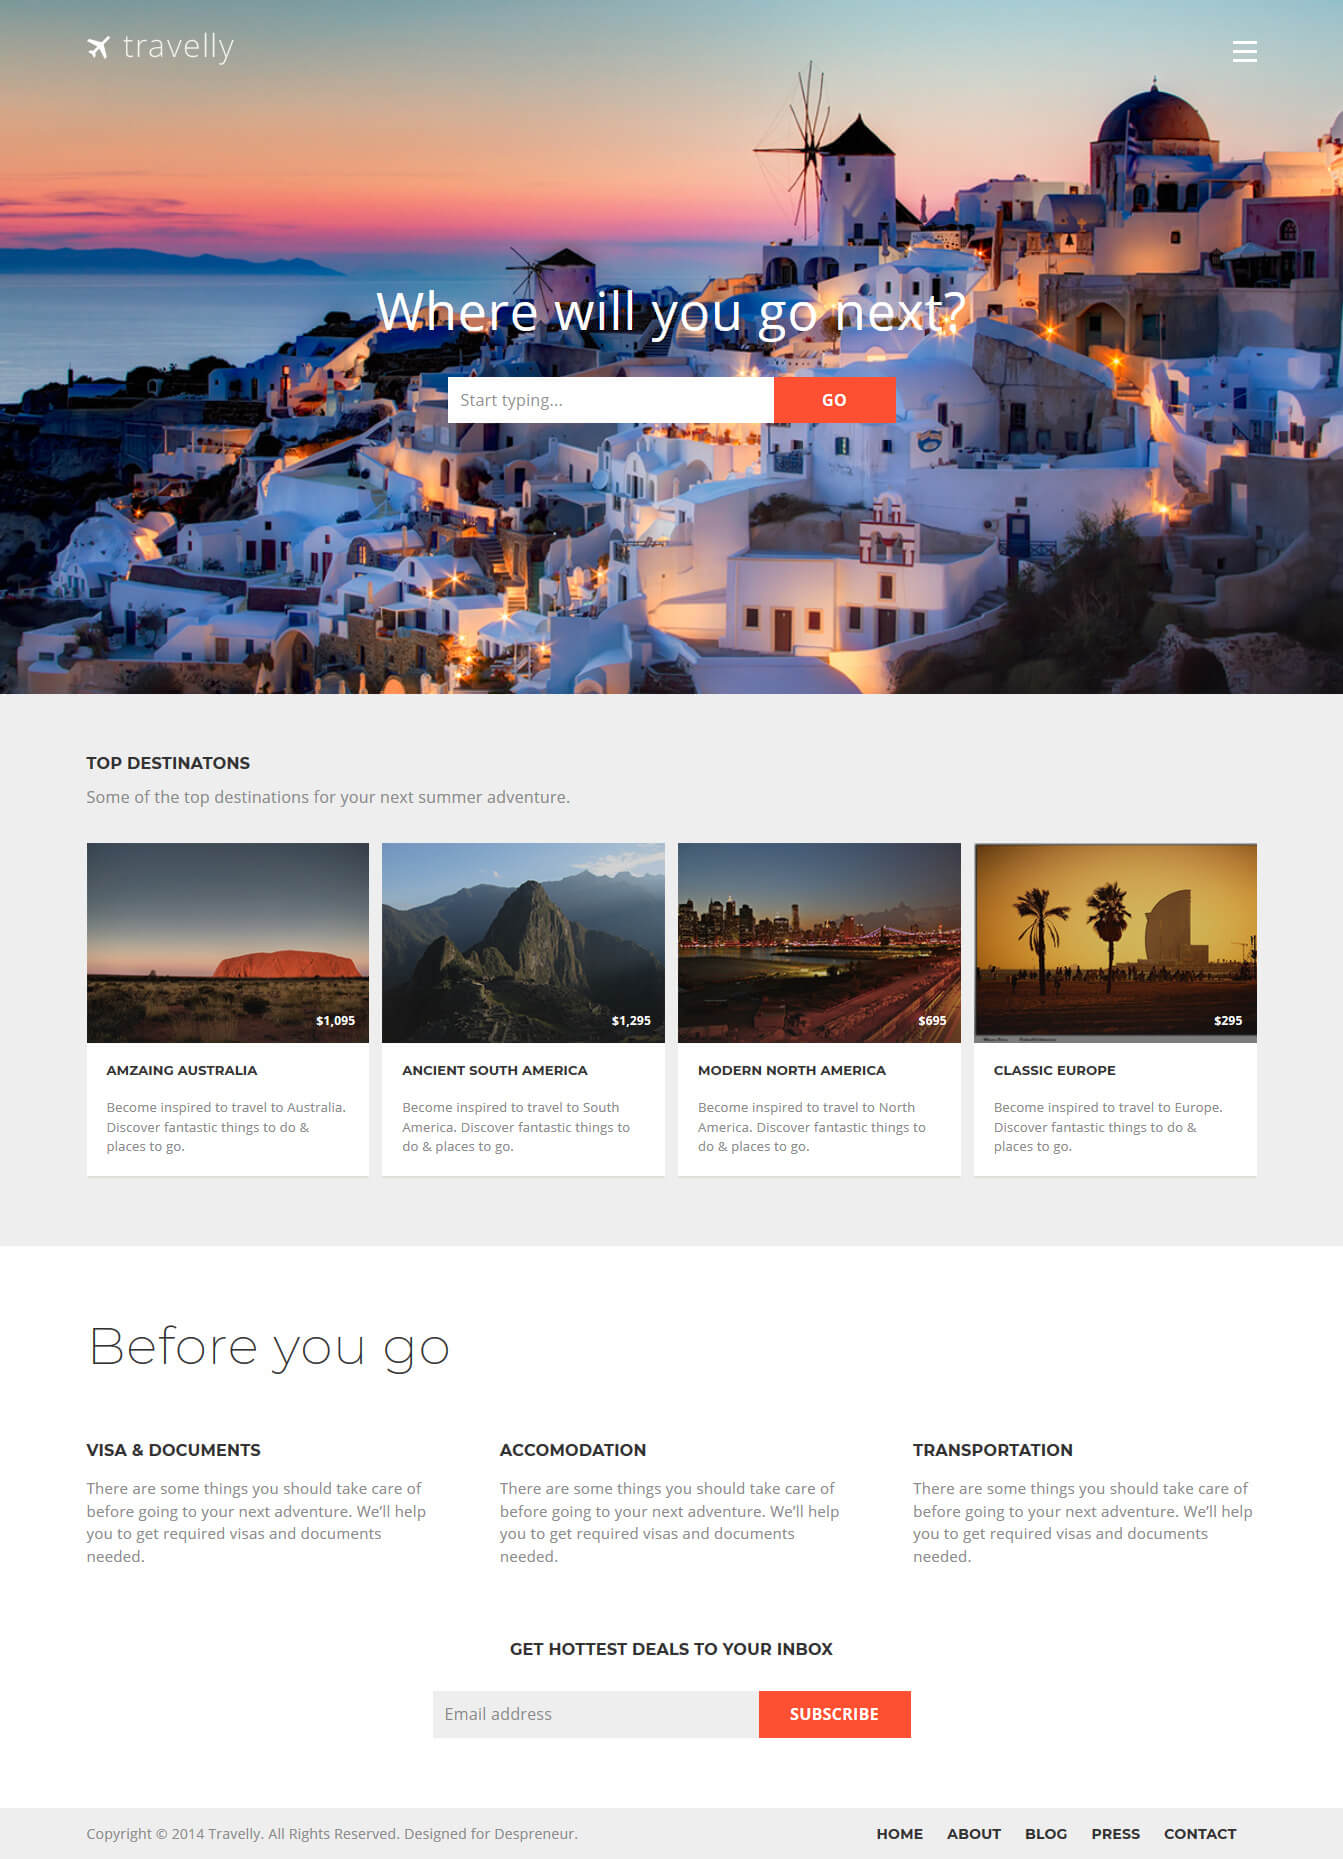 travelly
Where will you go next?
Start typing...
GO
TOP DESTINATONS
Some of the top destinations for your next summer adventure.
$1,095
$1,295
$695
$295
AMZAING AUSTRALIA
Become inspired to travel to Australia.
Discover fantastic things to do &
places to go.
ANCIENT SOUTH AMERICA
Become inspired to travel to South
America. Discover fantastic things to
do & places to go.
MODERN NORTH AMERICA
Become inspired to travel to North
America. Discover fantastic things to
do & places to go.
CLASSIC EUROPE
Become inspired to travel to Europe.
Discover fantastic things to do &
places to go.
Before you go
VISA & DOCUMENTS
There are some things you should take care of
before going to your next adventure. We’ll help
you to get required visas and documents
needed.
ACCOMODATION
There are some things you should take care of
before going to your next adventure. We’ll help
you to get required visas and documents
needed.
TRANSPORTATION
There are some things you should take care of
before going to your next adventure. We’ll help
you to get required visas and documents
needed.
GET HOTTEST DEALS TO YOUR INBOX
Email address
SUBSCRIBE
Copyright © 2014 Travelly. All Rights Reserved. Designed for Despreneur.
HOME ABOUT BLOG PRESS CONTACT